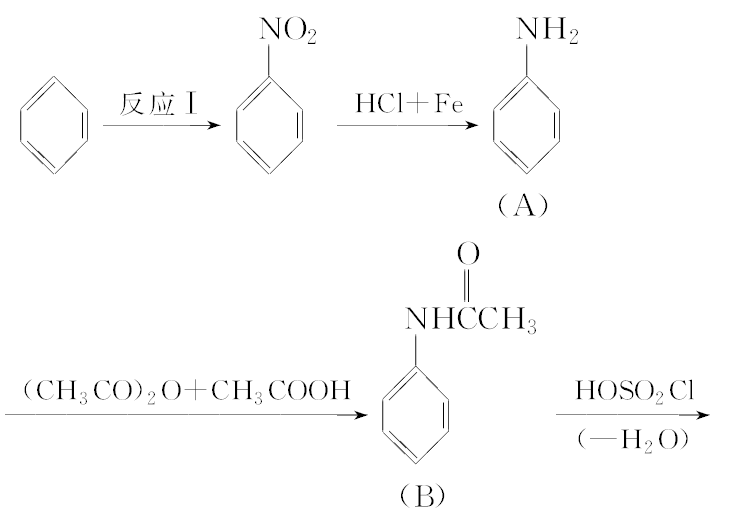 NO₂ NH₂
反应Ⅰ HCl+Fe
(A)
O
NHCCH₃
(CH₃CO)₂O+CH₃COOH HOSO₂Cl
(—H₂O)
(B)